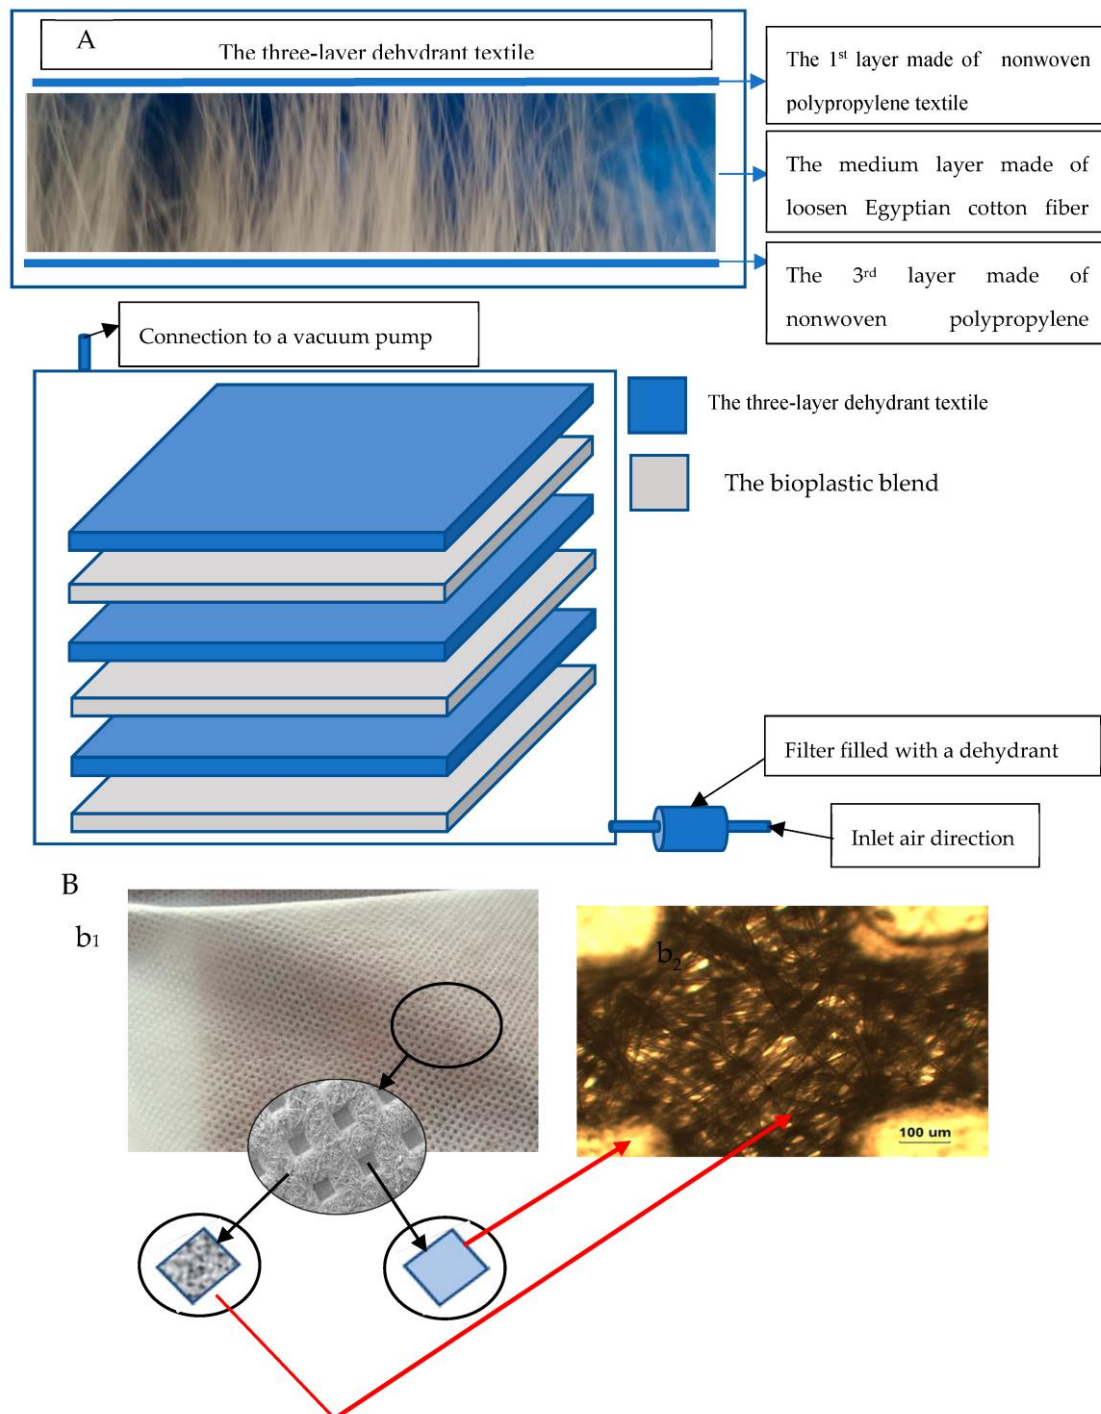 A
The three-layer dehydrant textile
The 1st layer made of nonwoven
polypropylene textile
The medium layer made of
loosen Egyptian cotton fiber
The 3rd layer made of
nonwoven polypropylene
Connection to a vacuum pump
The three-layer dehydrant textile
The bioplastic blend
Filter filled with a dehydrant
Inlet air direction
B
b1
b2
100 um